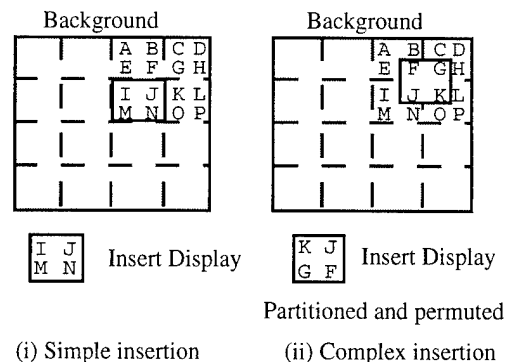 Background
A B C D
E F G H
I J K L
M N O P
I J
M N
Insert Display
(i) Simple insertion
Background
A B C D
E F G H
I J K L
M N O P
K J
G F
Insert Display
Partitioned and permuted
(ii) Complex insertion